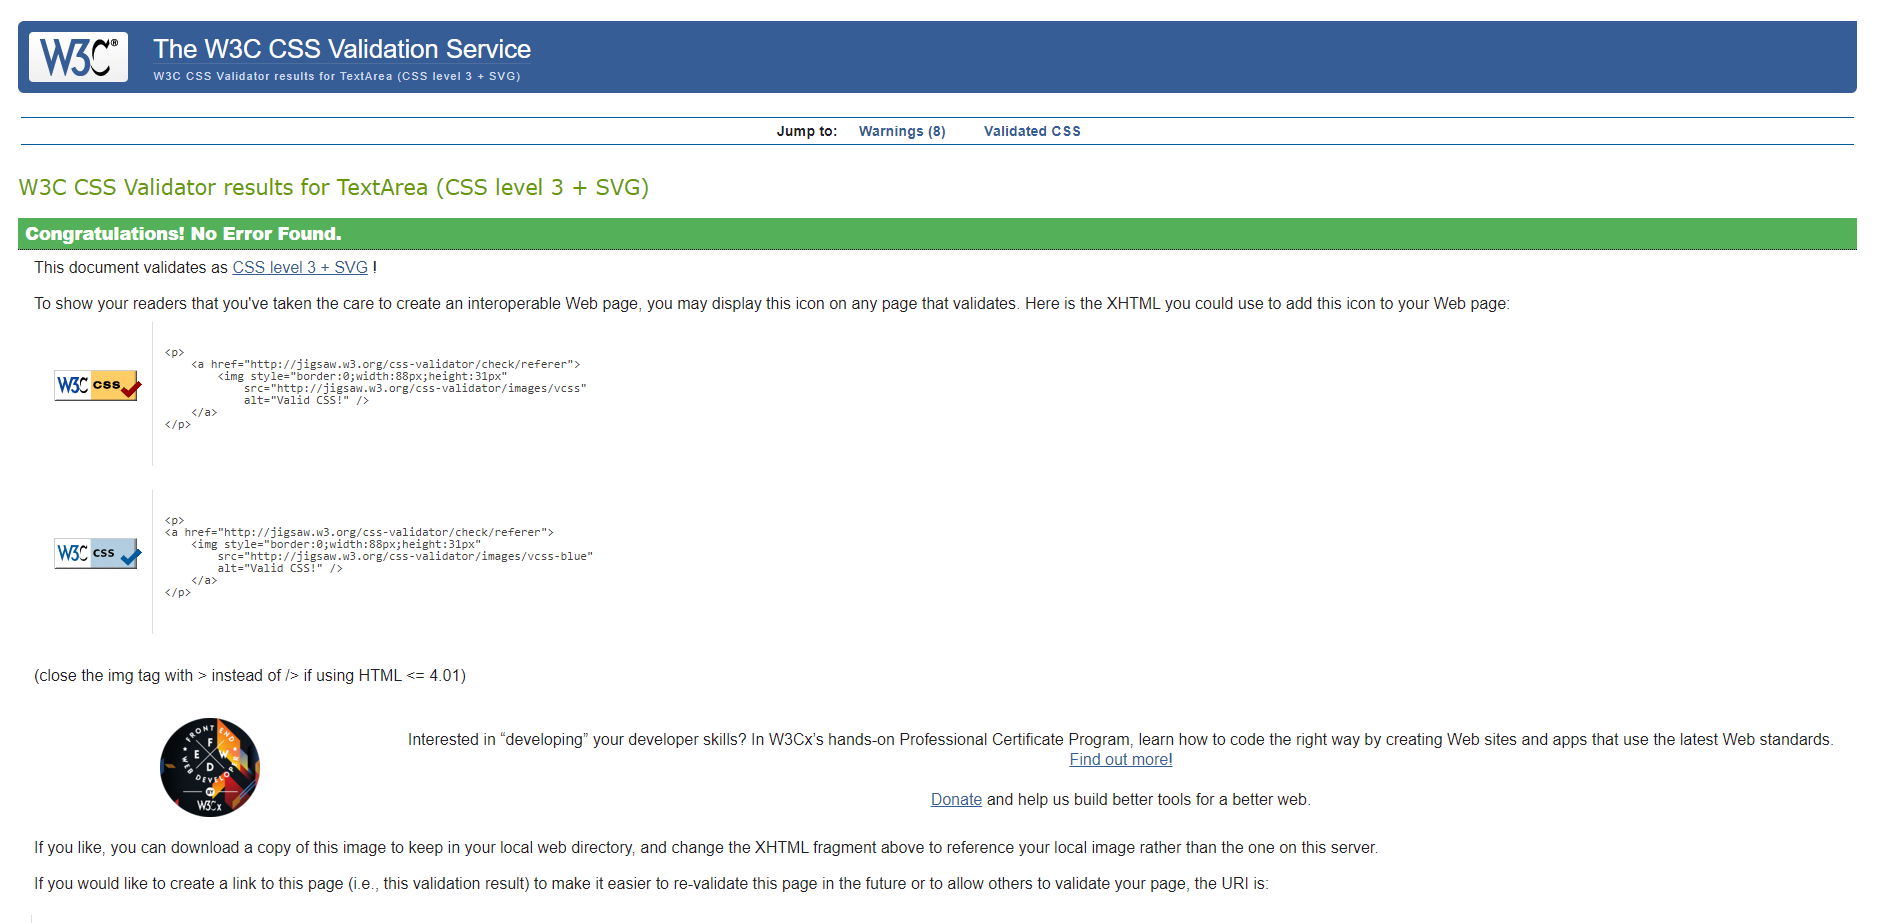 W3C®
The W3C CSS Validation Service
W3C CSS Validator results for TextArea (CSS level 3 + SVG)
Jump to: Warnings (8) Validated CSS
W3C CSS Validator results for TextArea (CSS level 3 + SVG)
Congratulations! No Error Found.
This document validates as CSS level 3 + SVG !
To show your readers that you've taken the care to create an interoperable Web page, you may display this icon on any page that validates. Here is the XHTML you could use to add this icon to your Web page:
W3C css
<p>
    <a href="http://jigsaw.w3.org/css-validator/check/referer">
        <img style="border:0;width:88px;height:31px"
            src="http://jigsaw.w3.org/css-validator/images/vcss"
            alt="Valid CSS!" />
    </a>
</p>
W3C css
<p>
<a href="http://jigsaw.w3.org/css-validator/check/referer">
    <img style="border:0;width:88px;height:31px"
        src="http://jigsaw.w3.org/css-validator/images/vcss-blue"
        alt="Valid CSS!" />
    </a>
</p>
(close the img tag with > instead of /> if using HTML <= 4.01)
FRONT END
F E W D
WEB DEVELOPER
BY
W3Cx
Interested in “developing” your developer skills? In W3Cx’s hands-on Professional Certificate Program, learn how to code the right way by creating Web sites and apps that use the latest Web standards.
Find out more!
Donate and help us build better tools for a better web.
If you like, you can download a copy of this image to keep in your local web directory, and change the XHTML fragment above to reference your local image rather than the one on this server.
If you would like to create a link to this page (i.e., this validation result) to make it easier to re-validate this page in the future or to allow others to validate your page, the URI is: